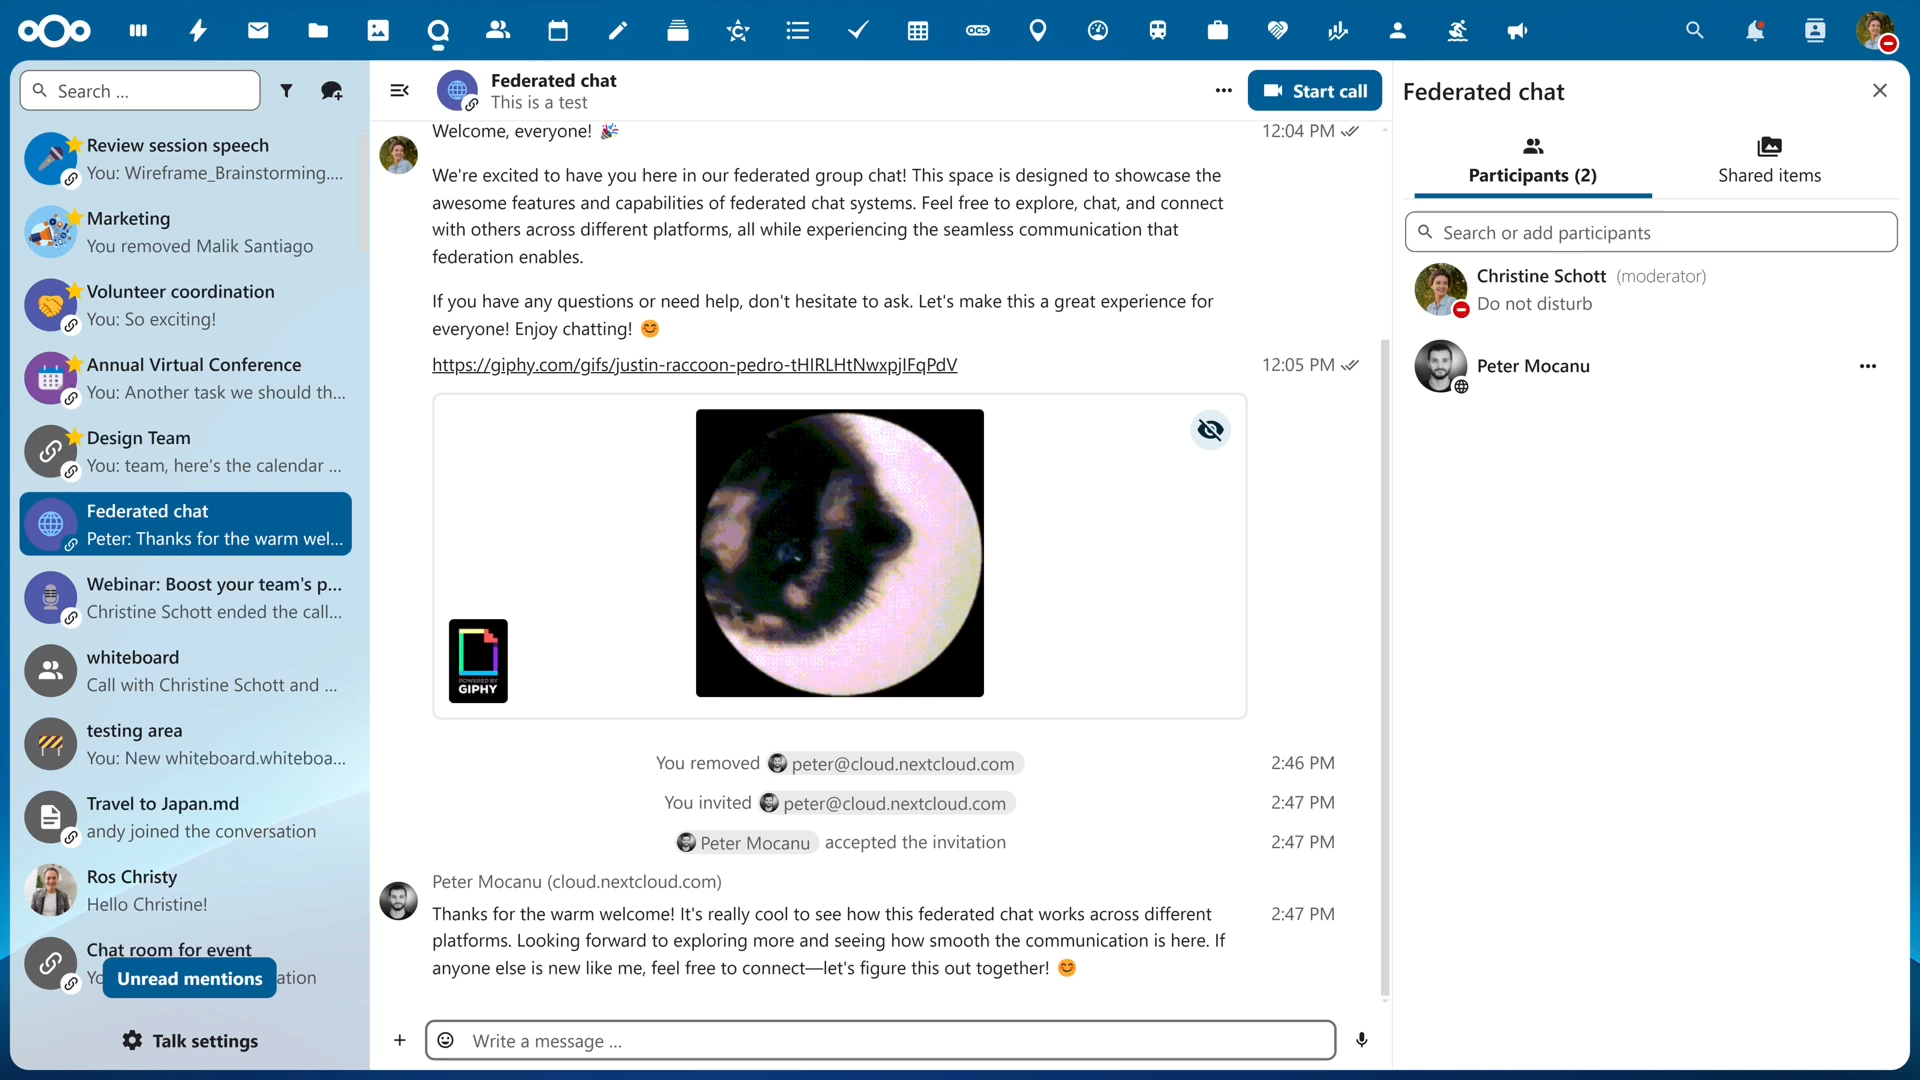 Search ...
Review session speech
You: Wireframe_Brainstorming....
Marketing
You removed Malik Santiago
Volunteer coordination
You: So exciting!
Annual Virtual Conference
You: Another task we should th...
Design Team
You: team, here's the calendar ...
Federated chat
Peter: Thanks for the warm wel...
Webinar: Boost your team's p...
Christine Schott ended the call...
whiteboard
Call with Christine Schott and ...
testing area
You: New whiteboard.whiteboa...
Travel to Japan.md
andy joined the conversation
Ros Christy
Hello Christine!
Chat room for event
Unread mentions
Talk settings
OCS
Federated chat
This is a test
Start call
Welcome, everyone! 🎉
12:04 PM
We're excited to have you here in our federated group chat! This space is designed to showcase the
awesome features and capabilities of federated chat systems. Feel free to explore, chat, and connect
with others across different platforms, all while experiencing the seamless communication that
federation enables.
If you have any questions or need help, don't hesitate to ask. Let's make this a great experience for
everyone! Enjoy chatting! 😊
https://giphy.com/gifs/justin-raccoon-pedro-tHIRLHtNwxpjIFqPdV
12:05 PM
POWERED BY
GIPHY
You removed peter@cloud.nextcloud.com
2:46 PM
You invited peter@cloud.nextcloud.com
2:47 PM
Peter Mocanu accepted the invitation
2:47 PM
Peter Mocanu (cloud.nextcloud.com)
Thanks for the warm welcome! It's really cool to see how this federated chat works across different
2:47 PM
platforms. Looking forward to exploring more and seeing how smooth the communication is here. If
anyone else is new like me, feel free to connect—let's figure this out together! 😊
Write a message ...
Federated chat
Participants (2)
Shared items
Search or add participants
Christine Schott (moderator)
Do not disturb
Peter Mocanu